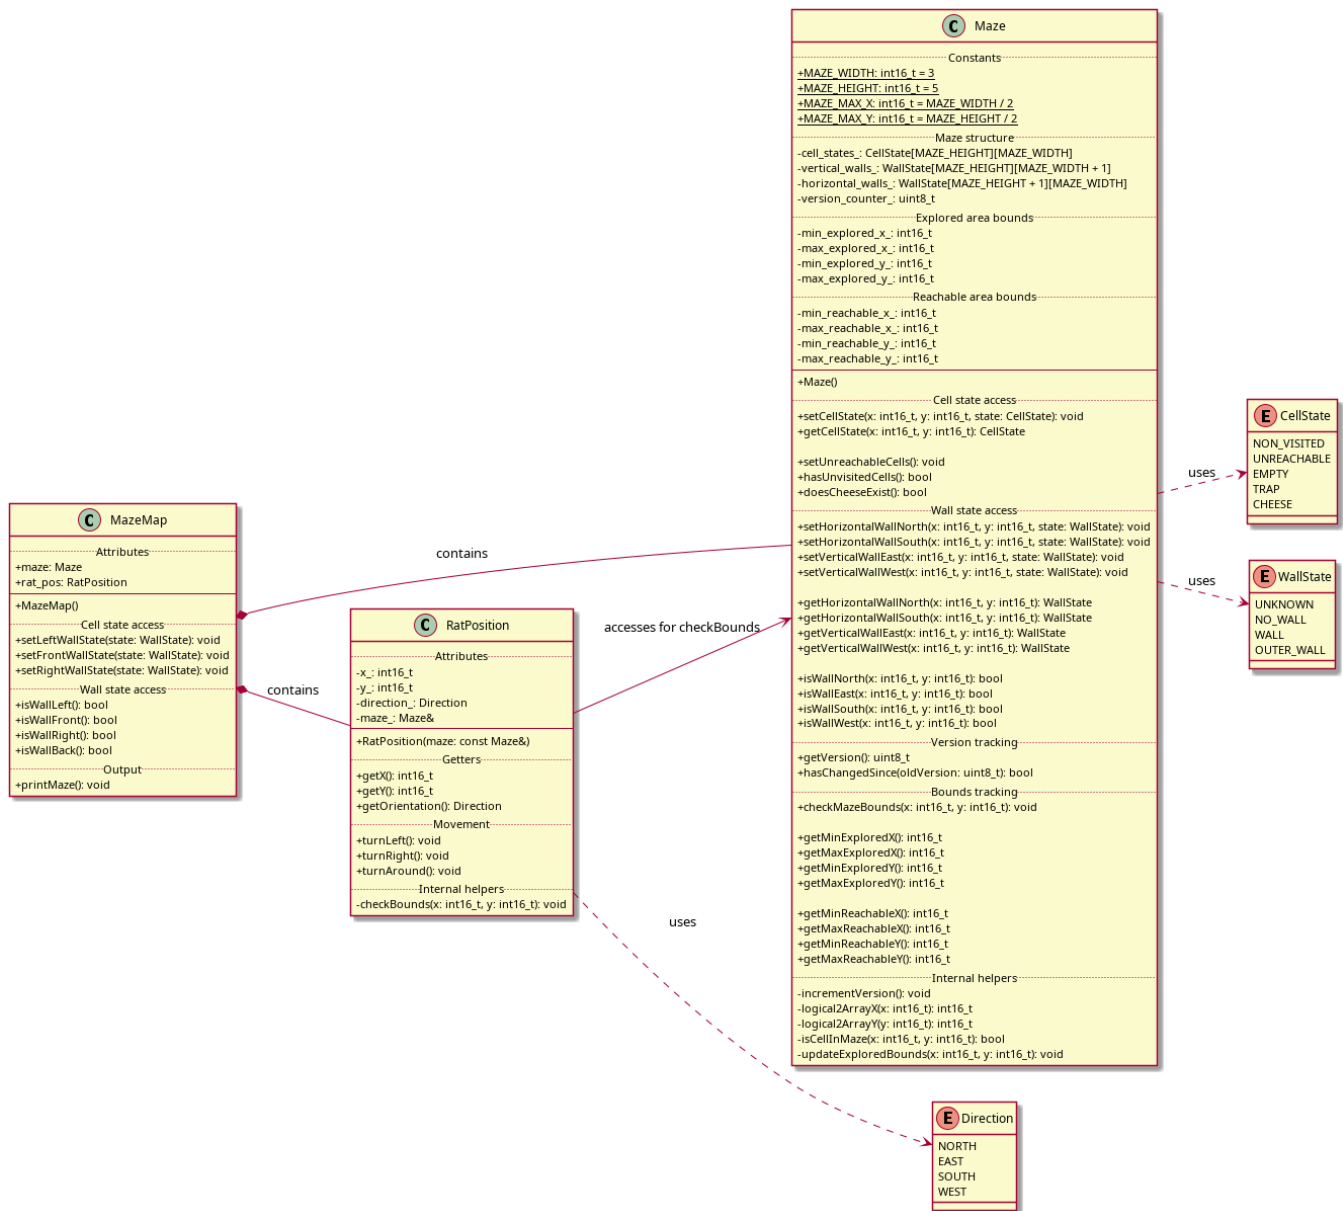 C Maze
Constants
+MAZE_WIDTH: int16_t = 3
+MAZE_HEIGHT: int16_t = 5
+MAZE_MAX_X: int16_t = MAZE_WIDTH / 2
+MAZE_MAX_Y: int16_t = MAZE_HEIGHT / 2
Maze structure
-cell_states_: CellState[MAZE_HEIGHT][MAZE_WIDTH]
-vertical_walls_: WallState[MAZE_HEIGHT][MAZE_WIDTH + 1]
-horizontal_walls_: WallState[MAZE_HEIGHT + 1][MAZE_WIDTH]
-version_counter_: uint8_t
Explored area bounds
-min_explored_x_: int16_t
-max_explored_x_: int16_t
-min_explored_y_: int16_t
-max_explored_y_: int16_t
Reachable area bounds
-min_reachable_x_: int16_t
-max_reachable_x_: int16_t
-min_reachable_y_: int16_t
-max_reachable_y_: int16_t
+Maze()
Cell state access
+setCellState(x: int16_t, y: int16_t, state: CellState): void
+getCellState(x: int16_t, y: int16_t): CellState
+setUnreachableCells(): void
+hasUnvisitedCells(): bool
+doesCheeseExist(): bool
Wall state access
+setHorizontalWallNorth(x: int16_t, y: int16_t, state: WallState): void
+setHorizontalWallSouth(x: int16_t, y: int16_t, state: WallState): void
+setVerticalWallEast(x: int16_t, y: int16_t, state: WallState): void
+setVerticalWallWest(x: int16_t, y: int16_t, state: WallState): void
+getHorizontalWallNorth(x: int16_t, y: int16_t): WallState
+getHorizontalWallSouth(x: int16_t, y: int16_t): WallState
+getVerticalWallEast(x: int16_t, y: int16_t): WallState
+getVerticalWallWest(x: int16_t, y: int16_t): WallState
+isWallNorth(x: int16_t, y: int16_t): bool
+isWallEast(x: int16_t, y: int16_t): bool
+isWallSouth(x: int16_t, y: int16_t): bool
+isWallWest(x: int16_t, y: int16_t): bool
Version tracking
+getVersion(): uint8_t
+hasChangedSince(oldVersion: uint8_t): bool
Bounds tracking
+checkMazeBounds(x: int16_t, y: int16_t): void
+getMinExploredX(): int16_t
+getMaxExploredX(): int16_t
+getMinExploredY(): int16_t
+getMaxExploredY(): int16_t
+getMinReachableX(): int16_t
+getMaxReachableX(): int16_t
+getMinReachableY(): int16_t
+getMaxReachableY(): int16_t
Internal helpers
-incrementVersion(): void
-logical2ArrayX(x: int16_t): int16_t
-logical2ArrayY(y: int16_t): int16_t
-isCellInMaze(x: int16_t, y: int16_t): bool
-updateExploredBounds(x: int16_t, y: int16_t): void
E CellState
NON_VISITED
UNREACHABLE
EMPTY
TRAP
CHEESE
uses
E WallState
UNKNOWN
NO_WALL
WALL
OUTER_WALL
uses
C MazeMap
Attributes
+maze: Maze
+rat_pos: RatPosition
+MazeMap()
Cell state access
+setLeftWallState(state: WallState): void
+setFrontWallState(state: WallState): void
+setRightWallState(state: WallState): void
Wall state access
+isWallLeft(): bool
+isWallFront(): bool
+isWallRight(): bool
+isWallBack(): bool
Output
+printMaze(): void
contains
contains
C RatPosition
Attributes
-x_: int16_t
-y_: int16_t
-direction_: Direction
-maze_: Maze&
+RatPosition(maze: const Maze&)
Getters
+getX(): int16_t
+getY(): int16_t
+getOrientation(): Direction
Movement
+turnLeft(): void
+turnRight(): void
+turnAround(): void
Internal helpers
-checkBounds(x: int16_t, y: int16_t): void
accesses for checkBounds
uses
E Direction
NORTH
EAST
SOUTH
WEST